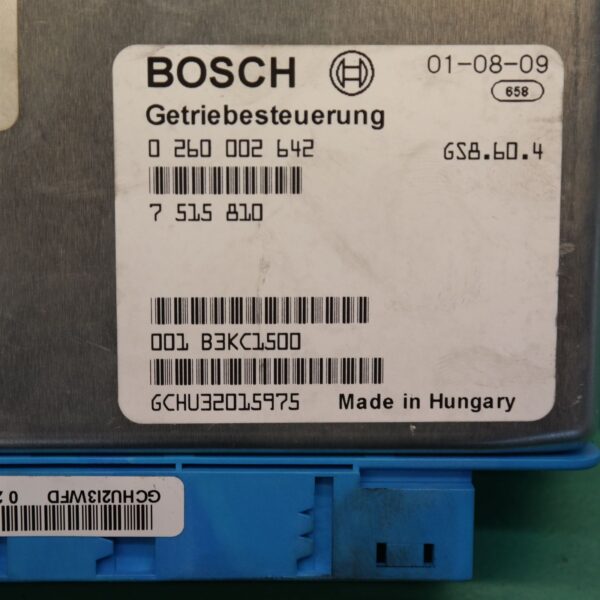 BOSCH
01-08-09
658
Getriebesteuerung
0 260 002 642
GS8.60.4
7 515 810
001 B3KC1500
GCHU32015975
Made in Hungary
GCHU2I3WFD